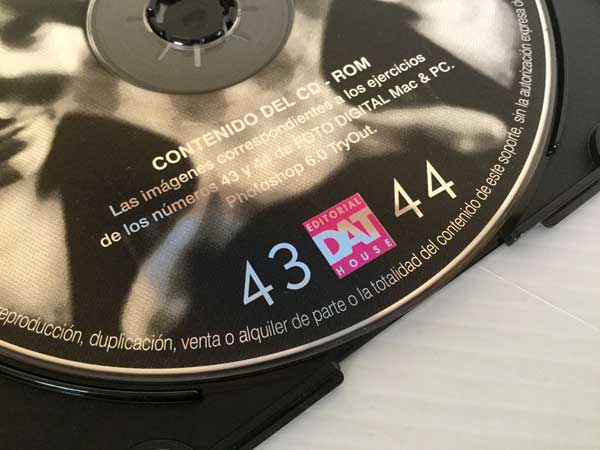 CONTENIDO DEL CD - ROM
Las imágenes correspondientes a los ejercicios
de los números 43 y 44 de FOTO DIGITAL Mac & PC.
Photoshop 6.0 TryOut.
43
EDITORIAL
DAT
HOUSE
44
reproducción, duplicación, venta o alquiler de parte o la totalidad del contenido de este soporte, sin la autorización expresa